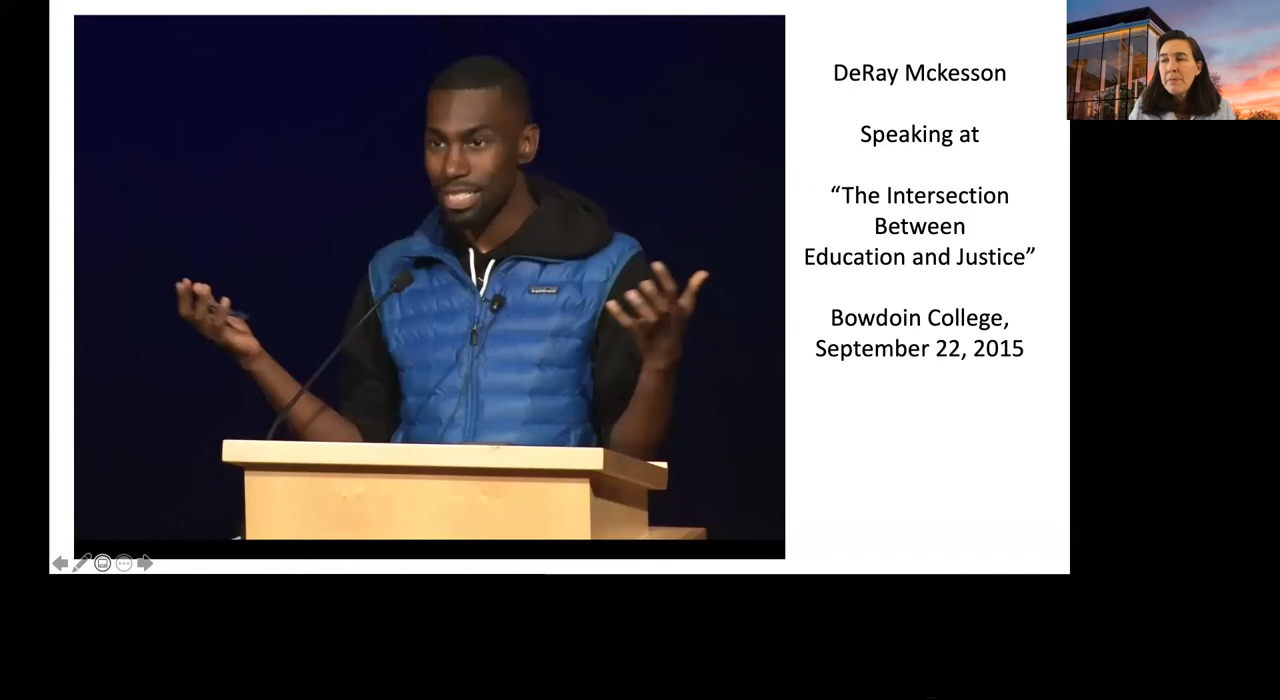 DeRay Mckesson
Speaking at
“The Intersection
Between
Education and Justice”
Bowdoin College,
September 22, 2015